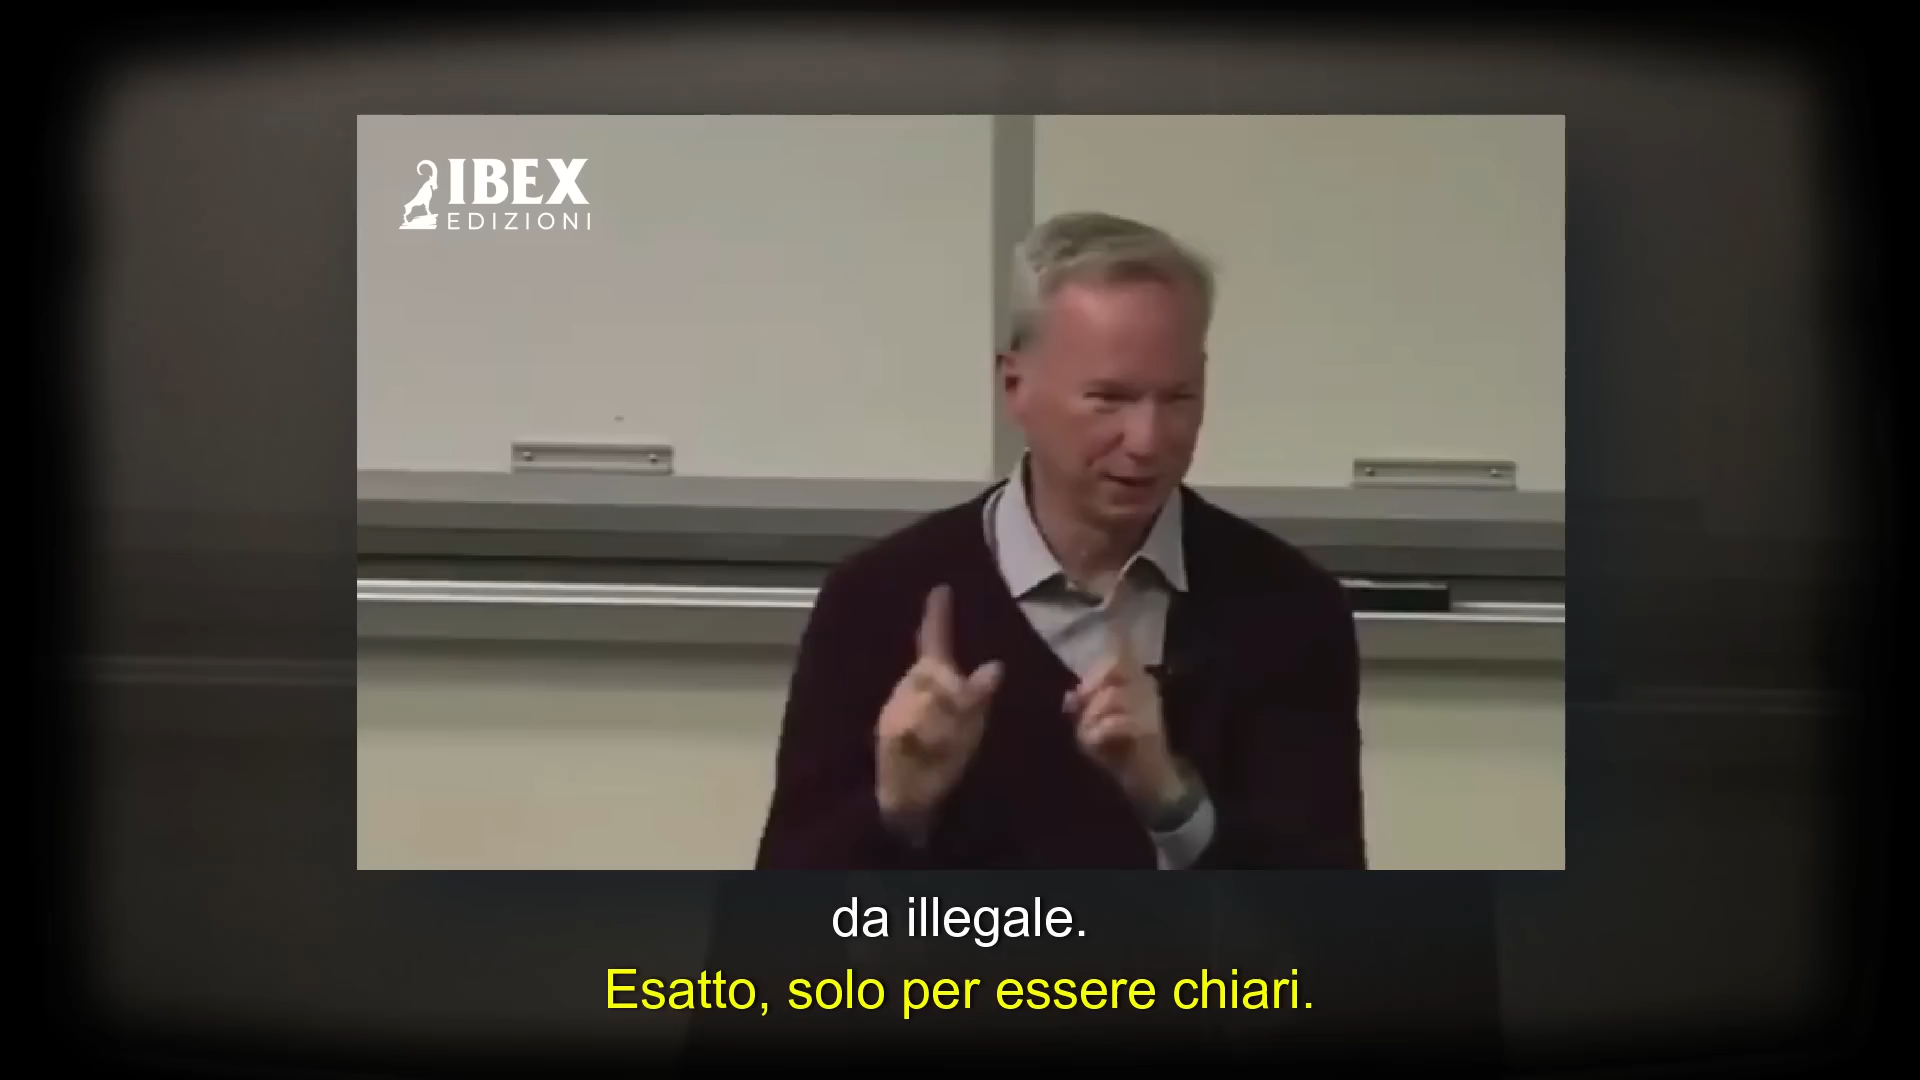 IBEX
EDIZIONI
da illegale.
Esatto, solo per essere chiari.